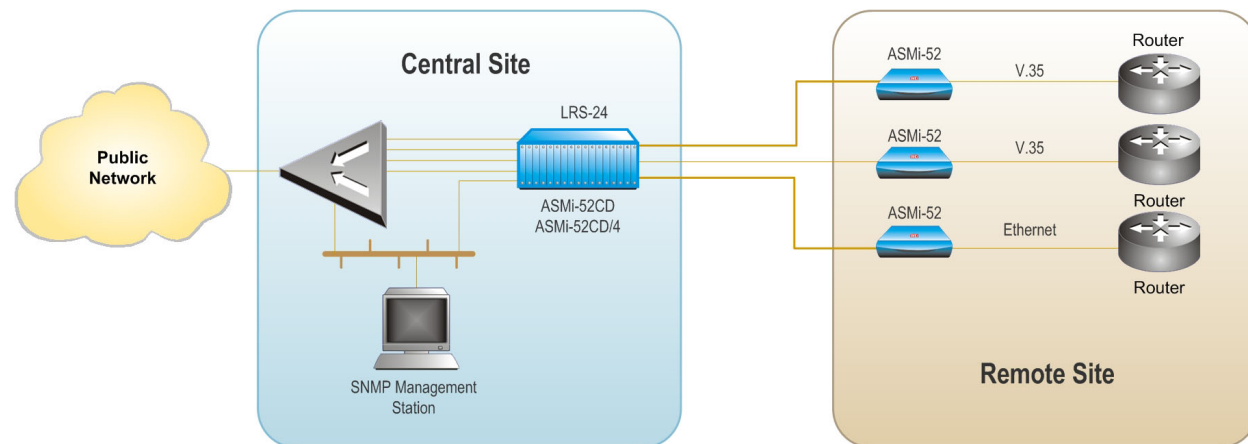 Public
Network
Central Site
LRS-24
ASMi-52CD
ASMi-52CD/4
SNMP Management
Station
ASMi-52
V.35
Router
ASMi-52
V.35
Router
ASMi-52
Ethernet
Router
Remote Site